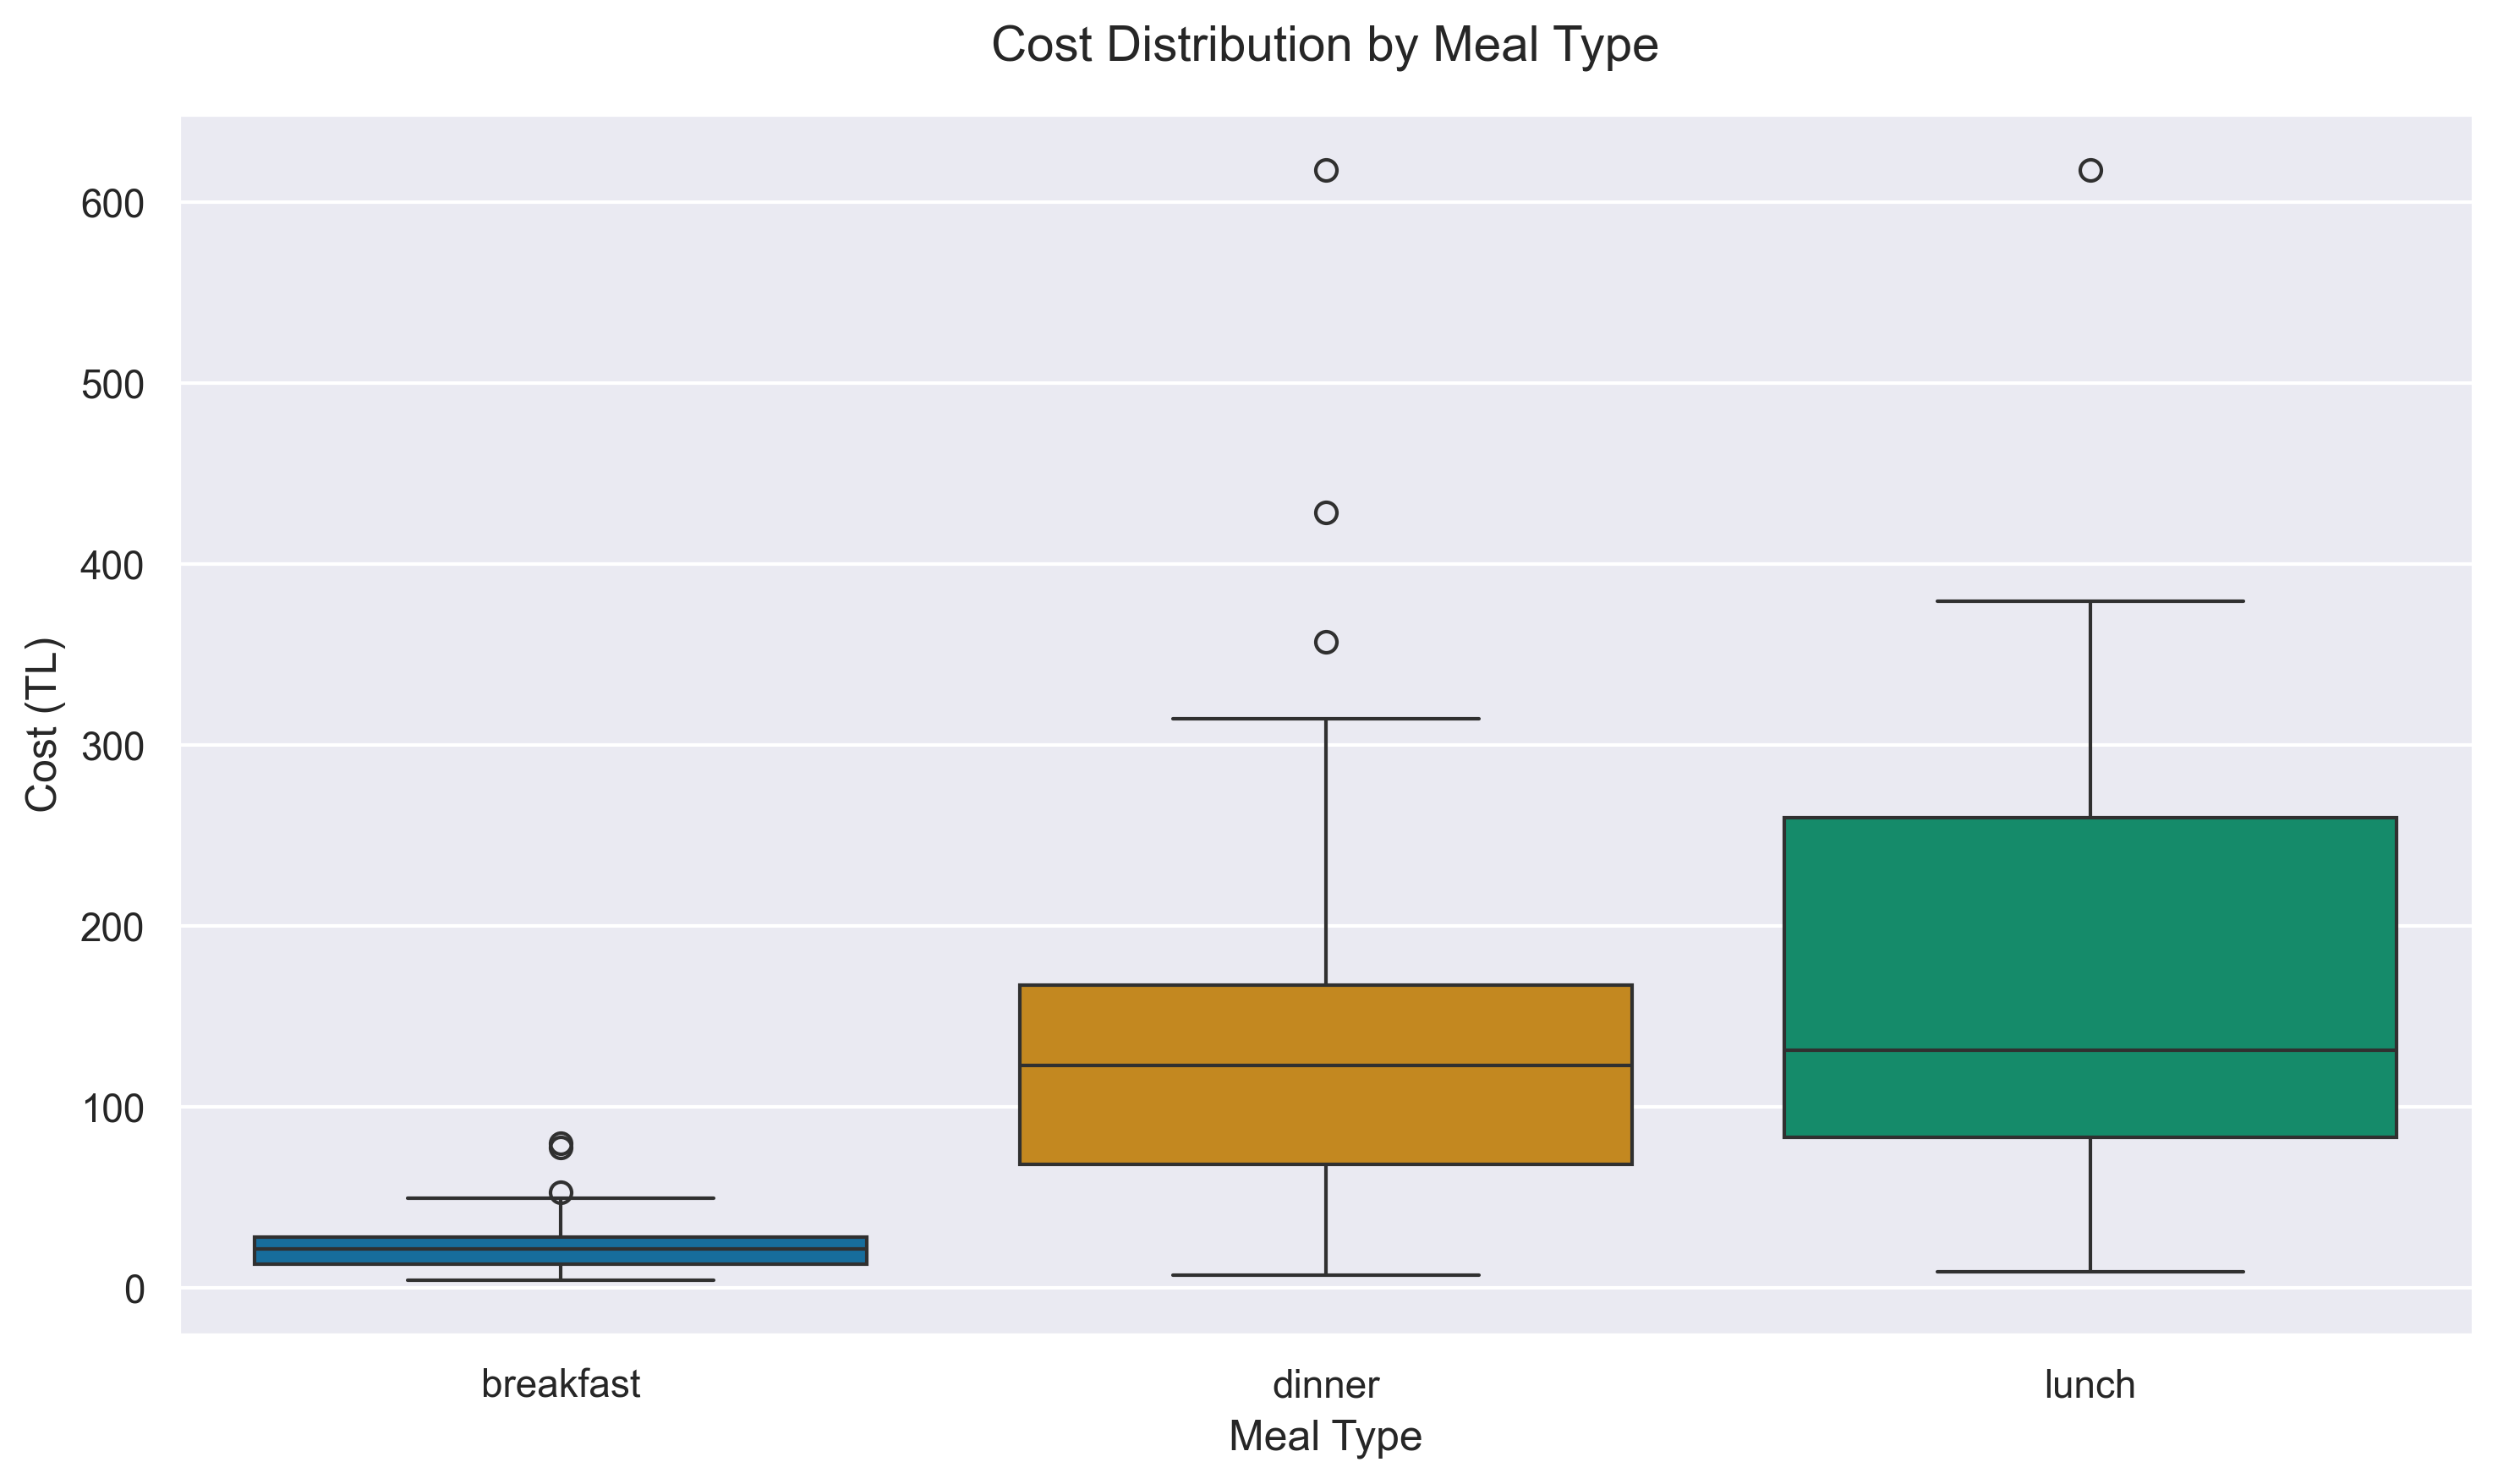 Cost Distribution by Meal Type
Cost (TL)
600
500
400
300
200
100
0
breakfast
dinner
lunch
Meal Type